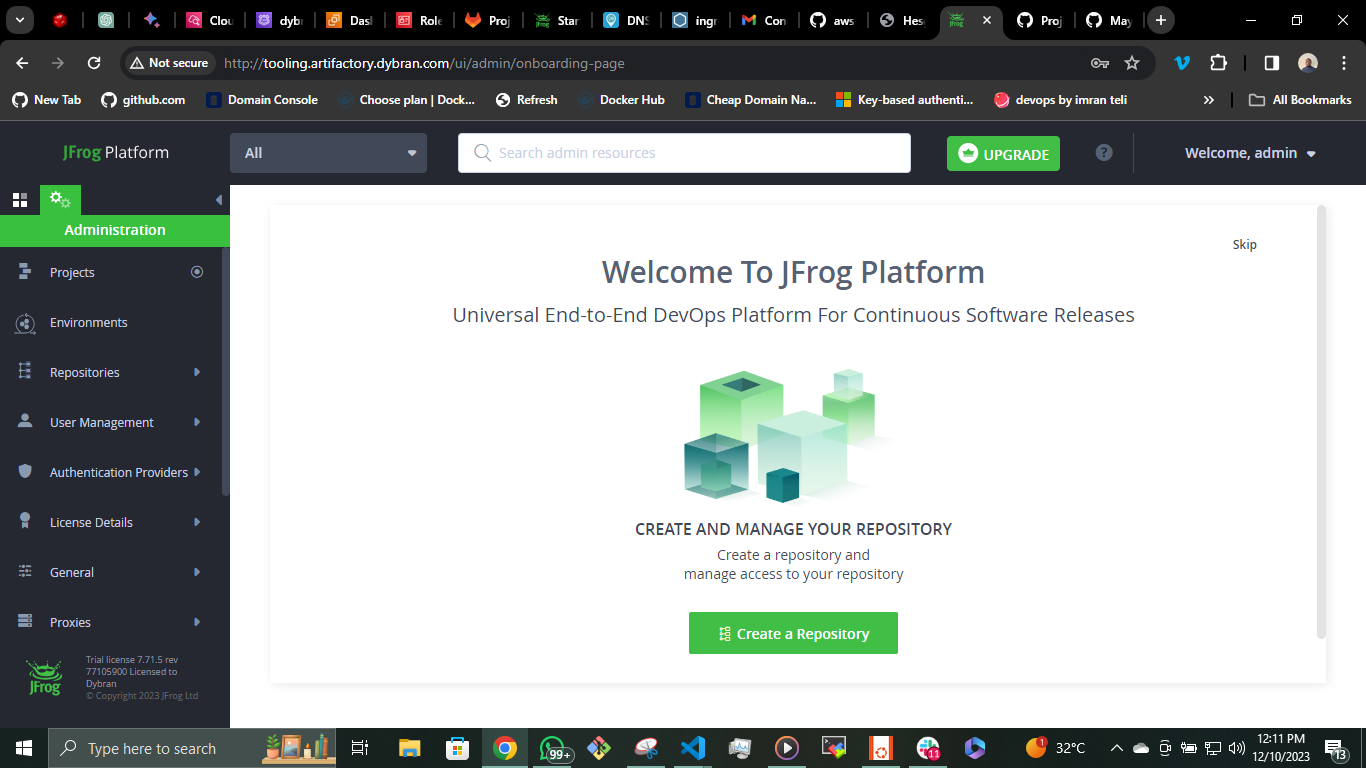 Clou
dybr
Das
Role
Proj
Star
DNS
ingr
Con
aws
Hes
Proj
May
Not secure
http://tooling.artifactory.dybran.com/ui/admin/onboarding-page
New Tab
github.com
Domain Console
Choose plan | Dock...
Refresh
Docker Hub
Cheap Domain Na...
Key-based authenti...
devops by imran teli
All Bookmarks
JFrog Platform
All
Search admin resources
UPGRADE
?
Welcome, admin
Administration
Projects
Environments
Repositories
User Management
Authentication Providers
License Details
General
Proxies
JFrog
Trial license 7.71.5 rev
77105900 Licensed to
Dybran
© Copyright 2023 JFrog Ltd
Skip
Welcome To JFrog Platform
Universal End-to-End DevOps Platform For Continuous Software Releases
CREATE AND MANAGE YOUR REPOSITORY
Create a repository and
manage access to your repository
Create a Repository
Type here to search
99+
11
1
32°C
12:11 PM
12/10/2023
13